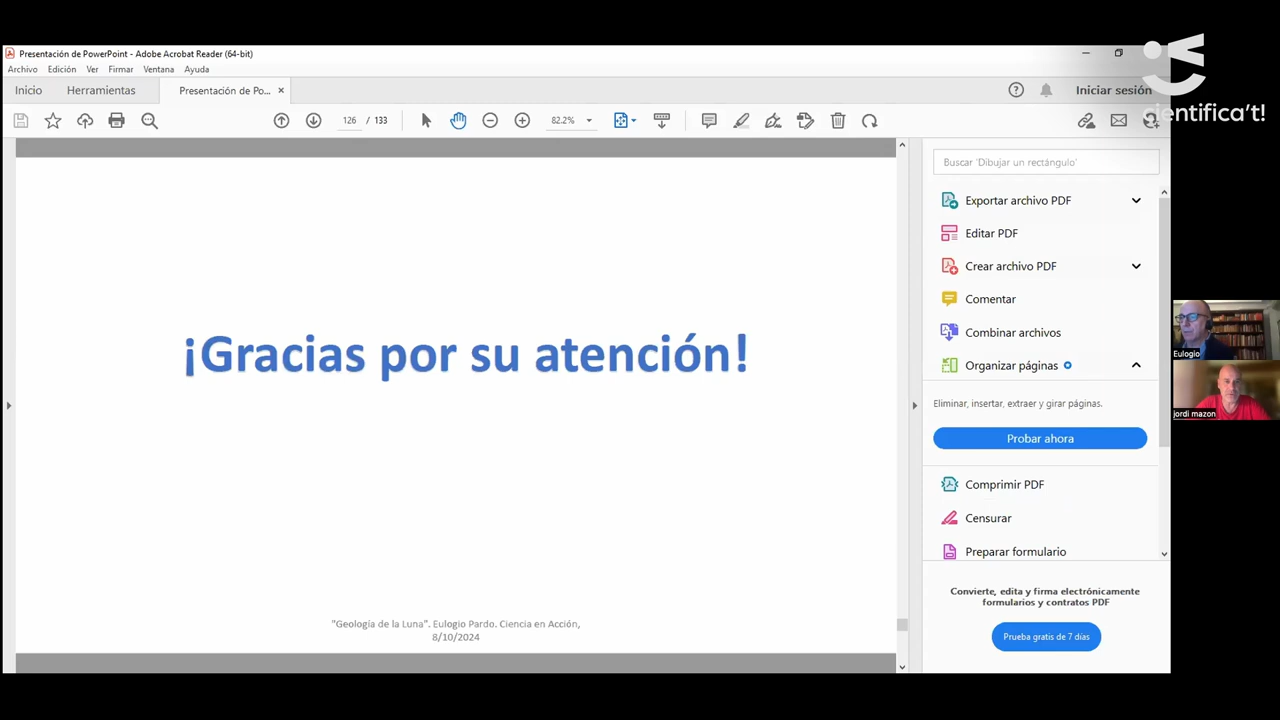 Presentación de PowerPoint - Adobe Acrobat Reader (64-bit)
Archivo Edición Ver Firmar Ventana Ayuda
Inicio Herramientas Presentación de Po... Iniciar sesión
cientifica't!
126 / 133 82.2%
Buscar 'Dibujar un rectángulo'
Exportar archivo PDF
Editar PDF
Crear archivo PDF
Comentar
Combinar archivos
Organizar páginas
Eliminar, insertar, extraer y girar páginas.
Probar ahora
Comprimir PDF
Censurar
Preparar formulario
Convierte, edita y firma electrónicamente
formularios y contratos PDF
Prueba gratis de 7 días
¡Gracias por su atención!
"Geología de la Luna". Eulogio Pardo. Ciencia en Acción,
8/10/2024
Eulogio
jordi mazon